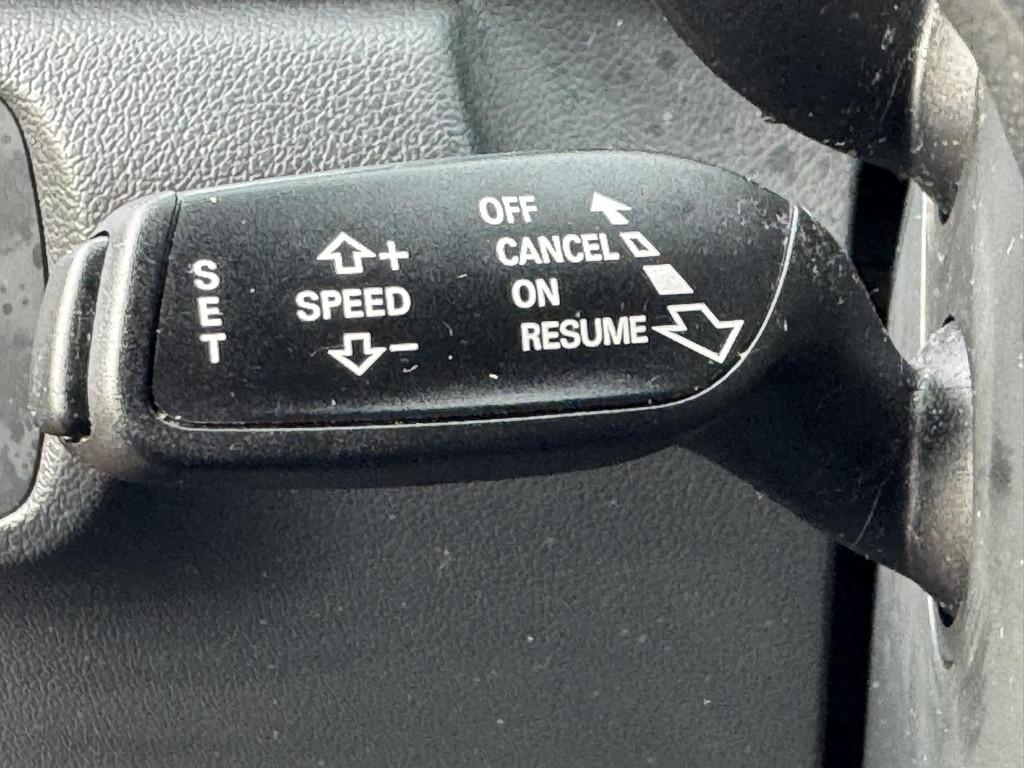 SET
+
SPEED
−
OFF
CANCEL
ON
RESUME